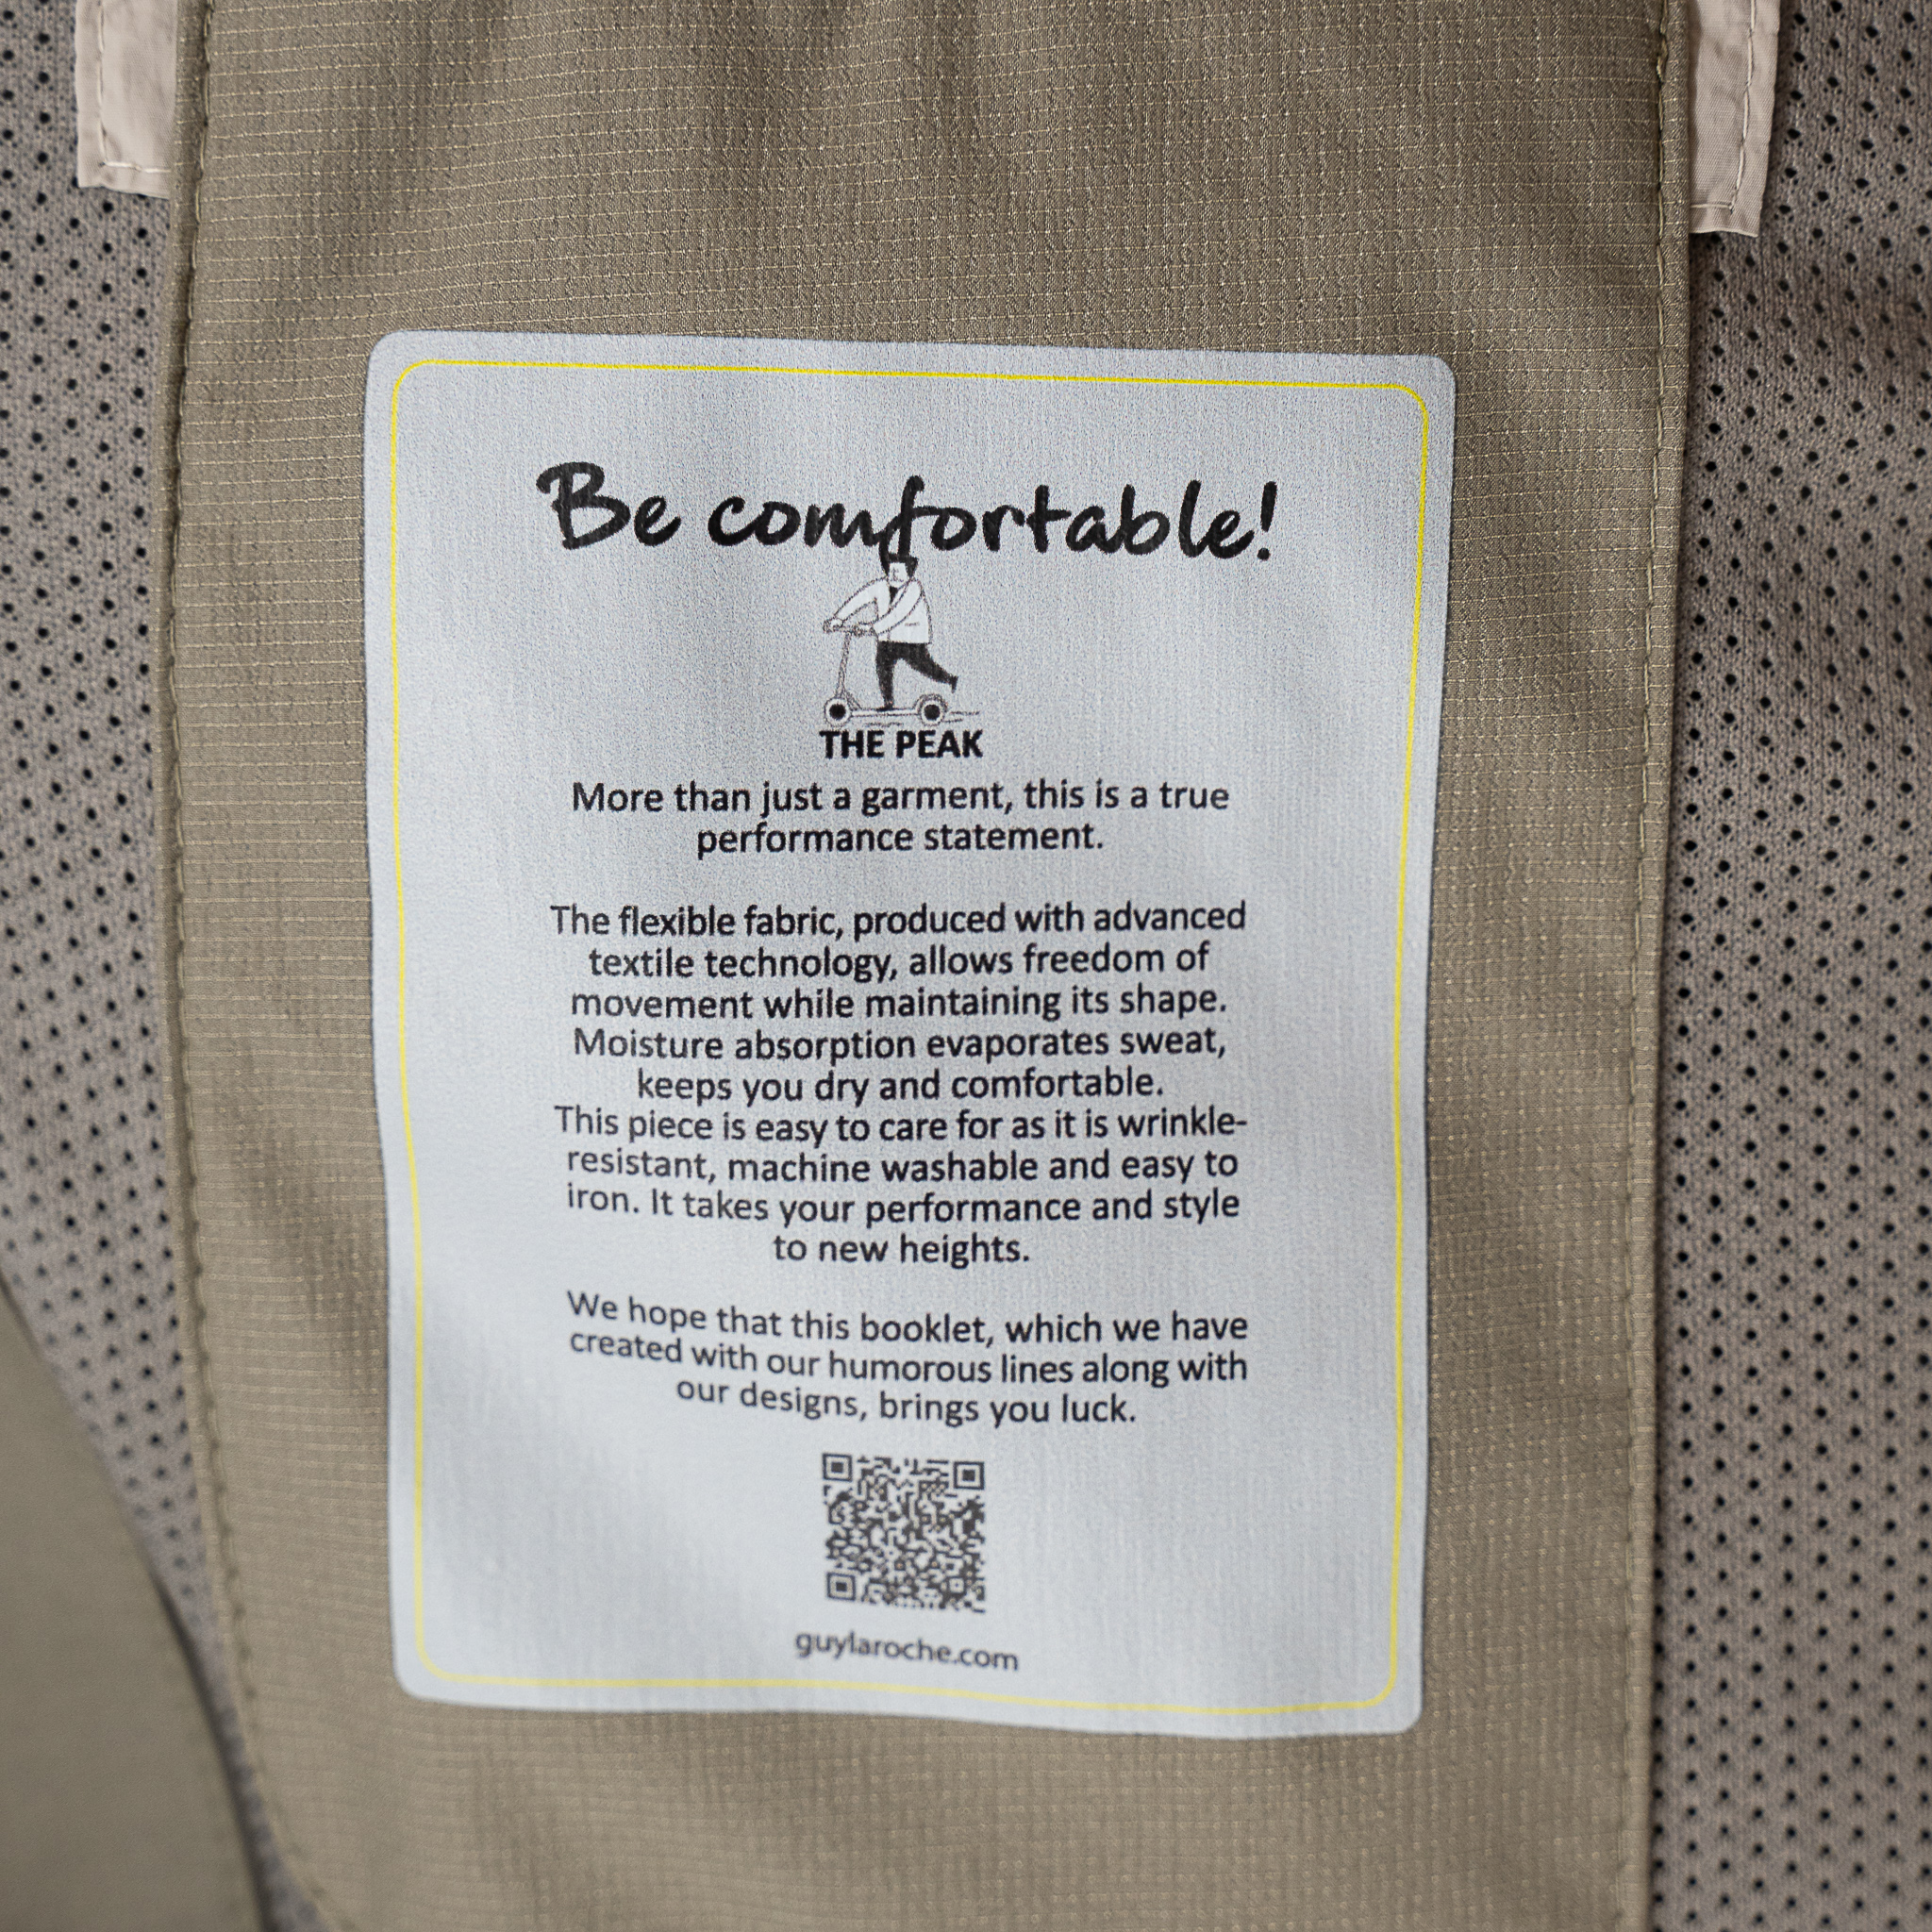 Be comfortable!
THE PEAK
More than just a garment, this is a true
performance statement.
The flexible fabric, produced with advanced
textile technology, allows freedom of
movement while maintaining its shape.
Moisture absorption evaporates sweat,
keeps you dry and comfortable.
This piece is easy to care for as it is wrinkle-
resistant, machine washable and easy to
iron. It takes your performance and style
to new heights.
We hope that this booklet, which we have
created with our humorous lines along with
our designs, brings you luck.
guylaroche.com